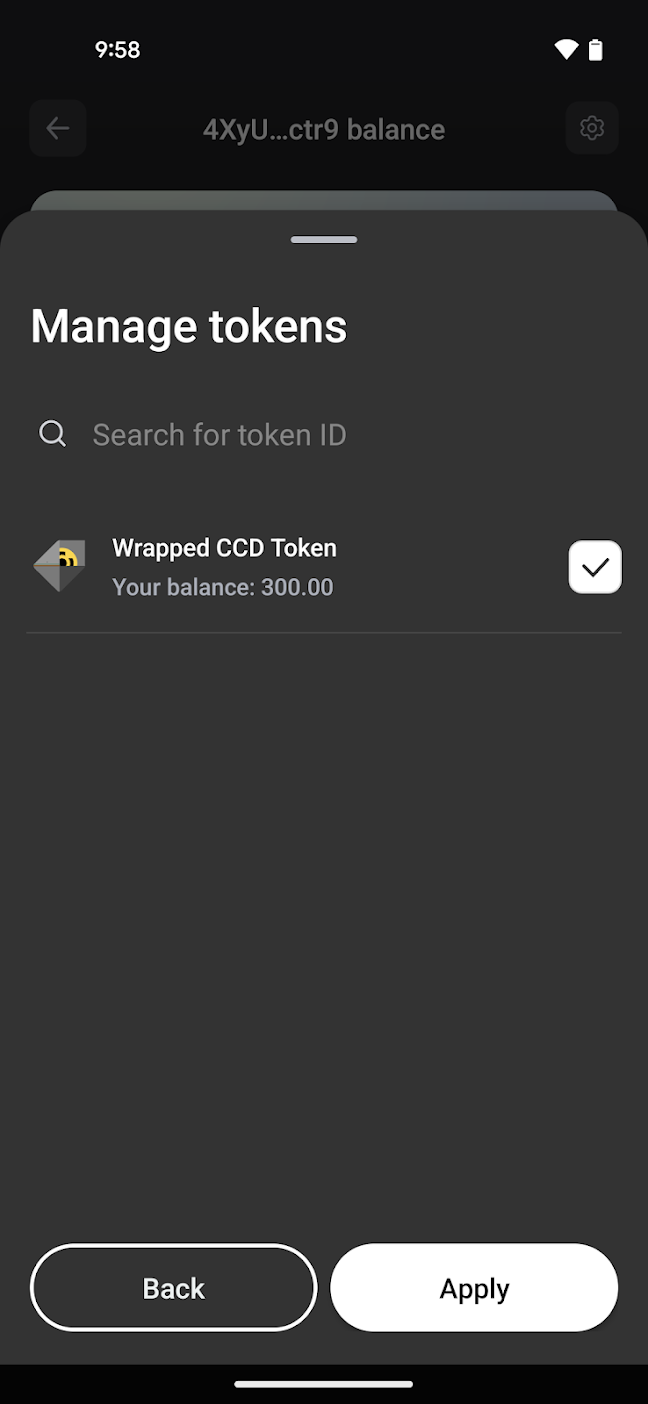 9:58
4XyU...ctr9 balance
Manage tokens
Search for token ID
Wrapped CCD Token
Your balance: 300.00
Back
Apply